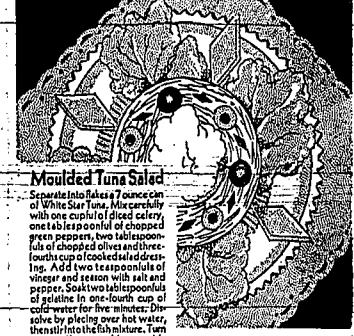 Moulded Tuna Salad
Separate into flakes a 7 ounce can
of White Star Tuna. Mix carefully
with one cupful of diced celery,
one tablespoonful of chopped
green peppers, two tablespoon-
fuls of chopped olives and three-
fourths cup of cooked salad dress-
ing. Add two teaspoonfuls of
vinegar and season with salt and
pepper. Soak two tablespoonfuls
of gelatine in one-fourth cup of
cold water for five minutes. Dis-
solve by placing over hot water,
then stir into the fish mixture. Turn